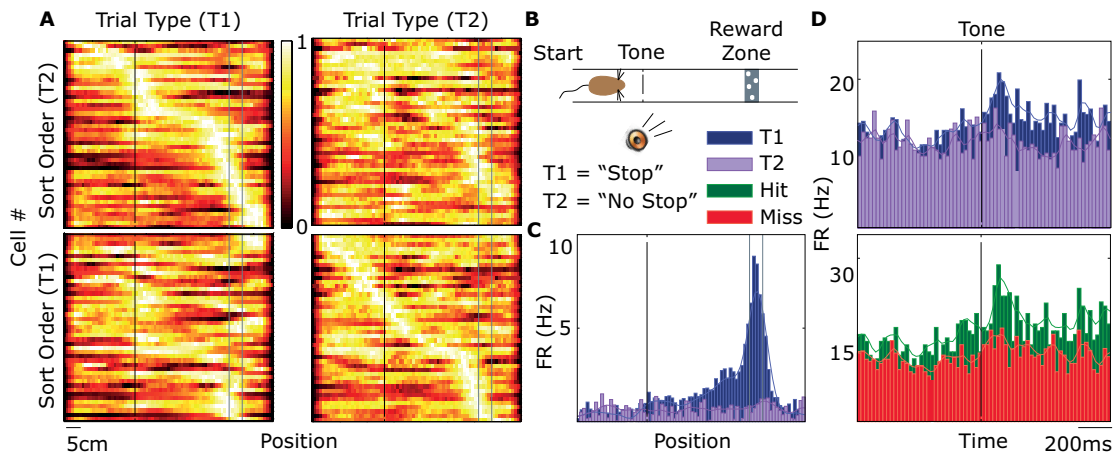 A
Trial Type (T1)
Trial Type (T2)
1
0
Cell #
Sort Order (T2)
Sort Order (T1)
5cm
Position
B
Start
Tone
Reward
Zone
T1 = "Stop"
T2 = "No Stop"
T1
T2
Hit
Miss
C
10
5
FR (Hz)
Position
D
Tone
20
10
FR (Hz)
30
15
Time
200ms